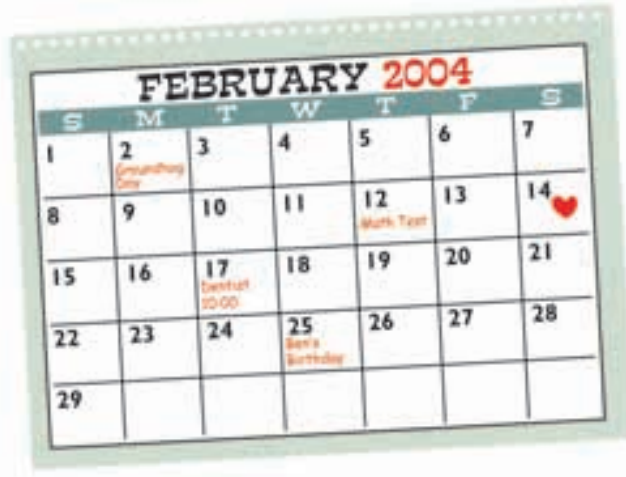 FEBRUARY 2004
S M T W T F S
1 2 3 4 5 6 7
Groundhog
Day
8 9 10 11 12 13 14
Math Test
15 16 17 18 19 20 21
Dentist
10:00
22 23 24 25 26 27 28
Ben's
Birthday
29